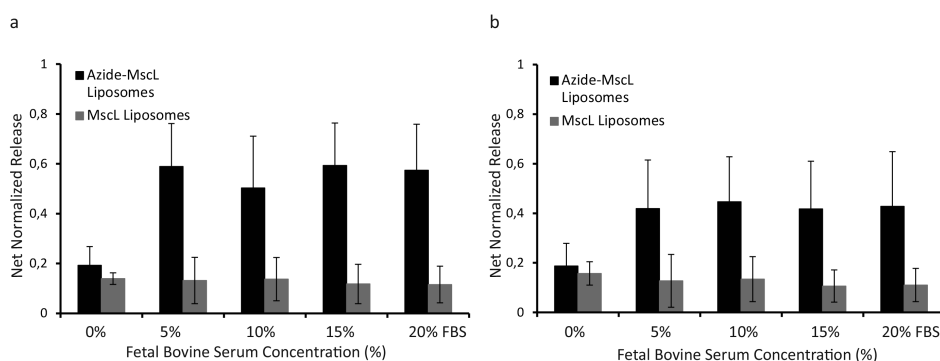 a
Net Normalized Release
1
0,8
0,6
0,4
0,2
0
Azide-MscL
Liposomes
MscL Liposomes
0%
5%
10%
15%
20% FBS
Fetal Bovine Serum Concentration (%)
b
Net Normalized Release
1
0,8
0,6
0,4
0,2
0
Azide-MscL
Liposomes
MscL Liposomes
0%
5%
10%
15%
20% FBS
Fetal Bovine Serum Concentration (%)